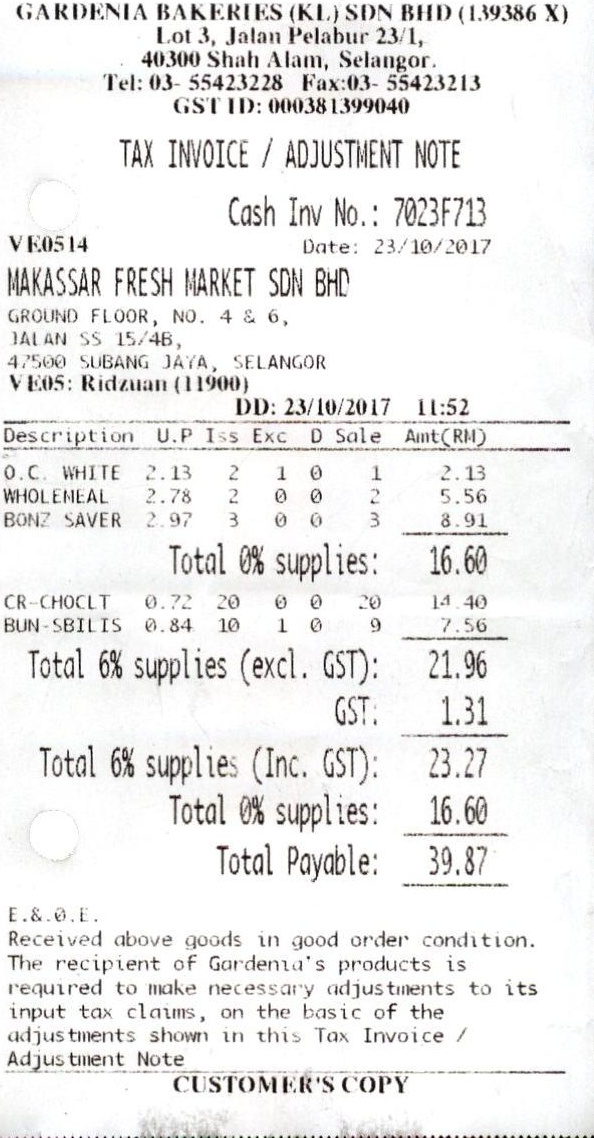 GARDENIA BAKERIES (KL) SDN BHD (139386 X)
Lot 3, Jalan Pelabur 23/1,
40300 Shah Alam, Selangor.
Tel: 03- 55423228 Fax:03- 55423213
GST ID: 000381399040
TAX INVOICE / ADJUSTMENT NOTE
Cash Inv No.: 7023F713
VE0514 Date: 23/10/2017
MAKASSAR FRESH MARKET SDN BHD
GROUND FLOOR, NO. 4 & 6,
JALAN SS 15/4B,
47500 SUBANG JAYA, SELANGOR
VE05: Ridzuan (11900)
DD: 23/10/2017 11:52
Description U.P Iss Exc D Sale Amt(RM)
O.C. WHITE 2.13 2 1 0 1 2.13
WHOLEMEAL 2.78 2 0 0 2 5.56
BONZ SAVER 2.97 3 0 0 3 8.91
Total 0% supplies: 16.60
CR-CHOCLT 0.72 20 0 0 20 14.40
BUN-SBILIS 0.84 10 1 0 9 7.56
Total 6% supplies (excl. GST): 21.96
GST: 1.31
Total 6% supplies (Inc. GST): 23.27
Total 0% supplies: 16.60
Total Payable: 39.87
E.&.O.E.
Received above goods in good order condition.
The recipient of Gardenia's products is
required to make necessary adjustments to its
input tax claims, on the basic of the
adjustments shown in this Tax Invoice /
Adjustment Note
CUSTOMER'S COPY